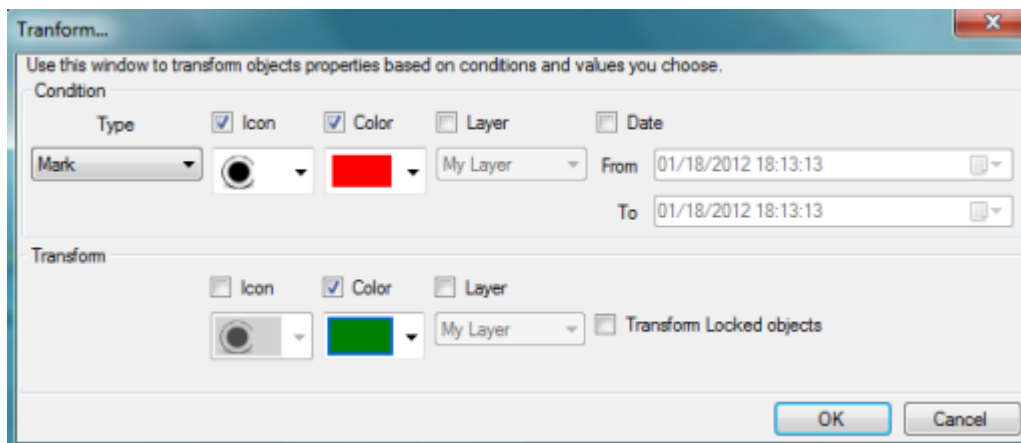 Tranform...
Use this window to transform objects properties based on conditions and values you choose.
Condition
Type Icon Color Layer Date
Mark My Layer From 01/18/2012 18:13:13
To 01/18/2012 18:13:13
Transform
Icon Color Layer
My Layer Transform Locked objects
OK Cancel